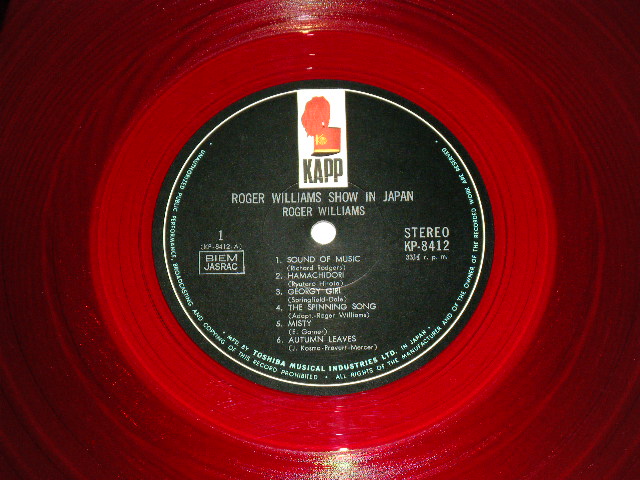 KAPP
ROGER WILLIAMS SHOW IN JAPAN
ROGER WILLIAMS
1
(KP-8412-A)
BIEM
JASRAC
STEREO
KP-8412
33⅓ r. p. m.
1. SOUND OF MUSIC
(Richard Rodgers)
2. HAMACHIDORI
(Ryutaro Hirota)
3. GEORGY GIRL
(Springfield-Dale)
4. THE SPINNING SONG
(Adapt.-Roger Williams)
5. MISTY
(E. Garner)
6. AUTUMN LEAVES
(J. Kosma-Prevert-Mercer)
MFG. BY TOSHIBA MUSICAL INDUSTRIES LTD. IN JAPAN.
ALL RIGHTS OF THE MANUFACTURER AND OF THE OWNER OF THE RECORDED WORK ARE RESERVED
UNAUTHORISED PUBLIC PERFORMANCE, BROADCASTING AND COPYING OF THIS RECORD PROHIBITED